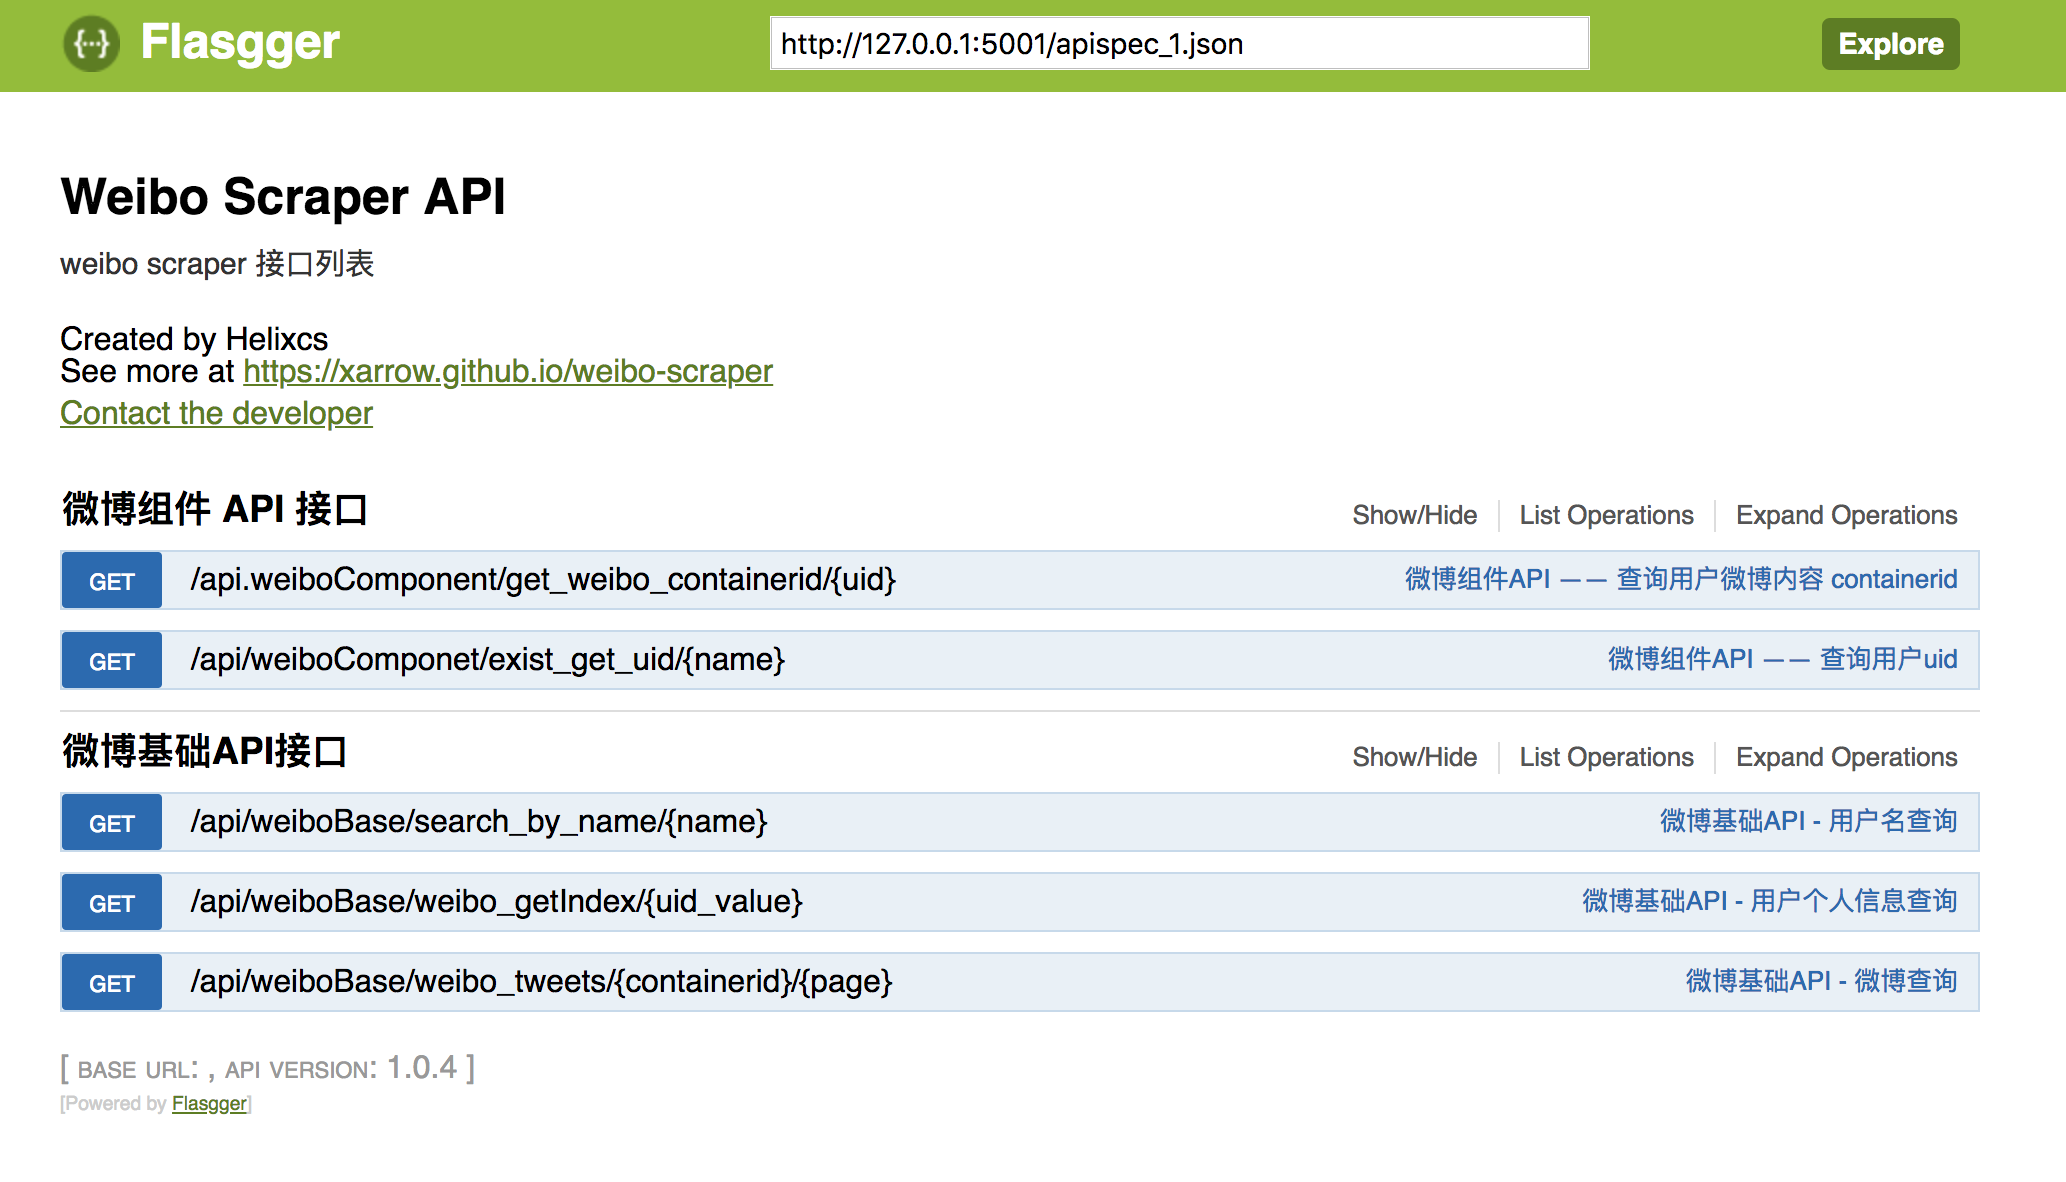 {···} Flasgger http://127.0.0.1:5001/apispec_1.json Explore
Weibo Scraper API
weibo scraper 接口列表
Created by Helixcs
See more at https://xarrow.github.io/weibo-scraper
Contact the developer
微博组件 API 接口 Show/Hide List Operations Expand Operations
GET /api.weiboComponent/get_weibo_containerid/{uid} 微博组件API —— 查询用户微博内容 containerid
GET /api/weiboComponet/exist_get_uid/{name} 微博组件API —— 查询用户uid
微博基础API接口 Show/Hide List Operations Expand Operations
GET /api/weiboBase/search_by_name/{name} 微博基础API - 用户名查询
GET /api/weiboBase/weibo_getIndex/{uid_value} 微博基础API - 用户个人信息查询
GET /api/weiboBase/weibo_tweets/{containerid}/{page} 微博基础API - 微博查询
[ BASE URL: , API VERSION: 1.0.4 ]
[Powered by Flasgger]